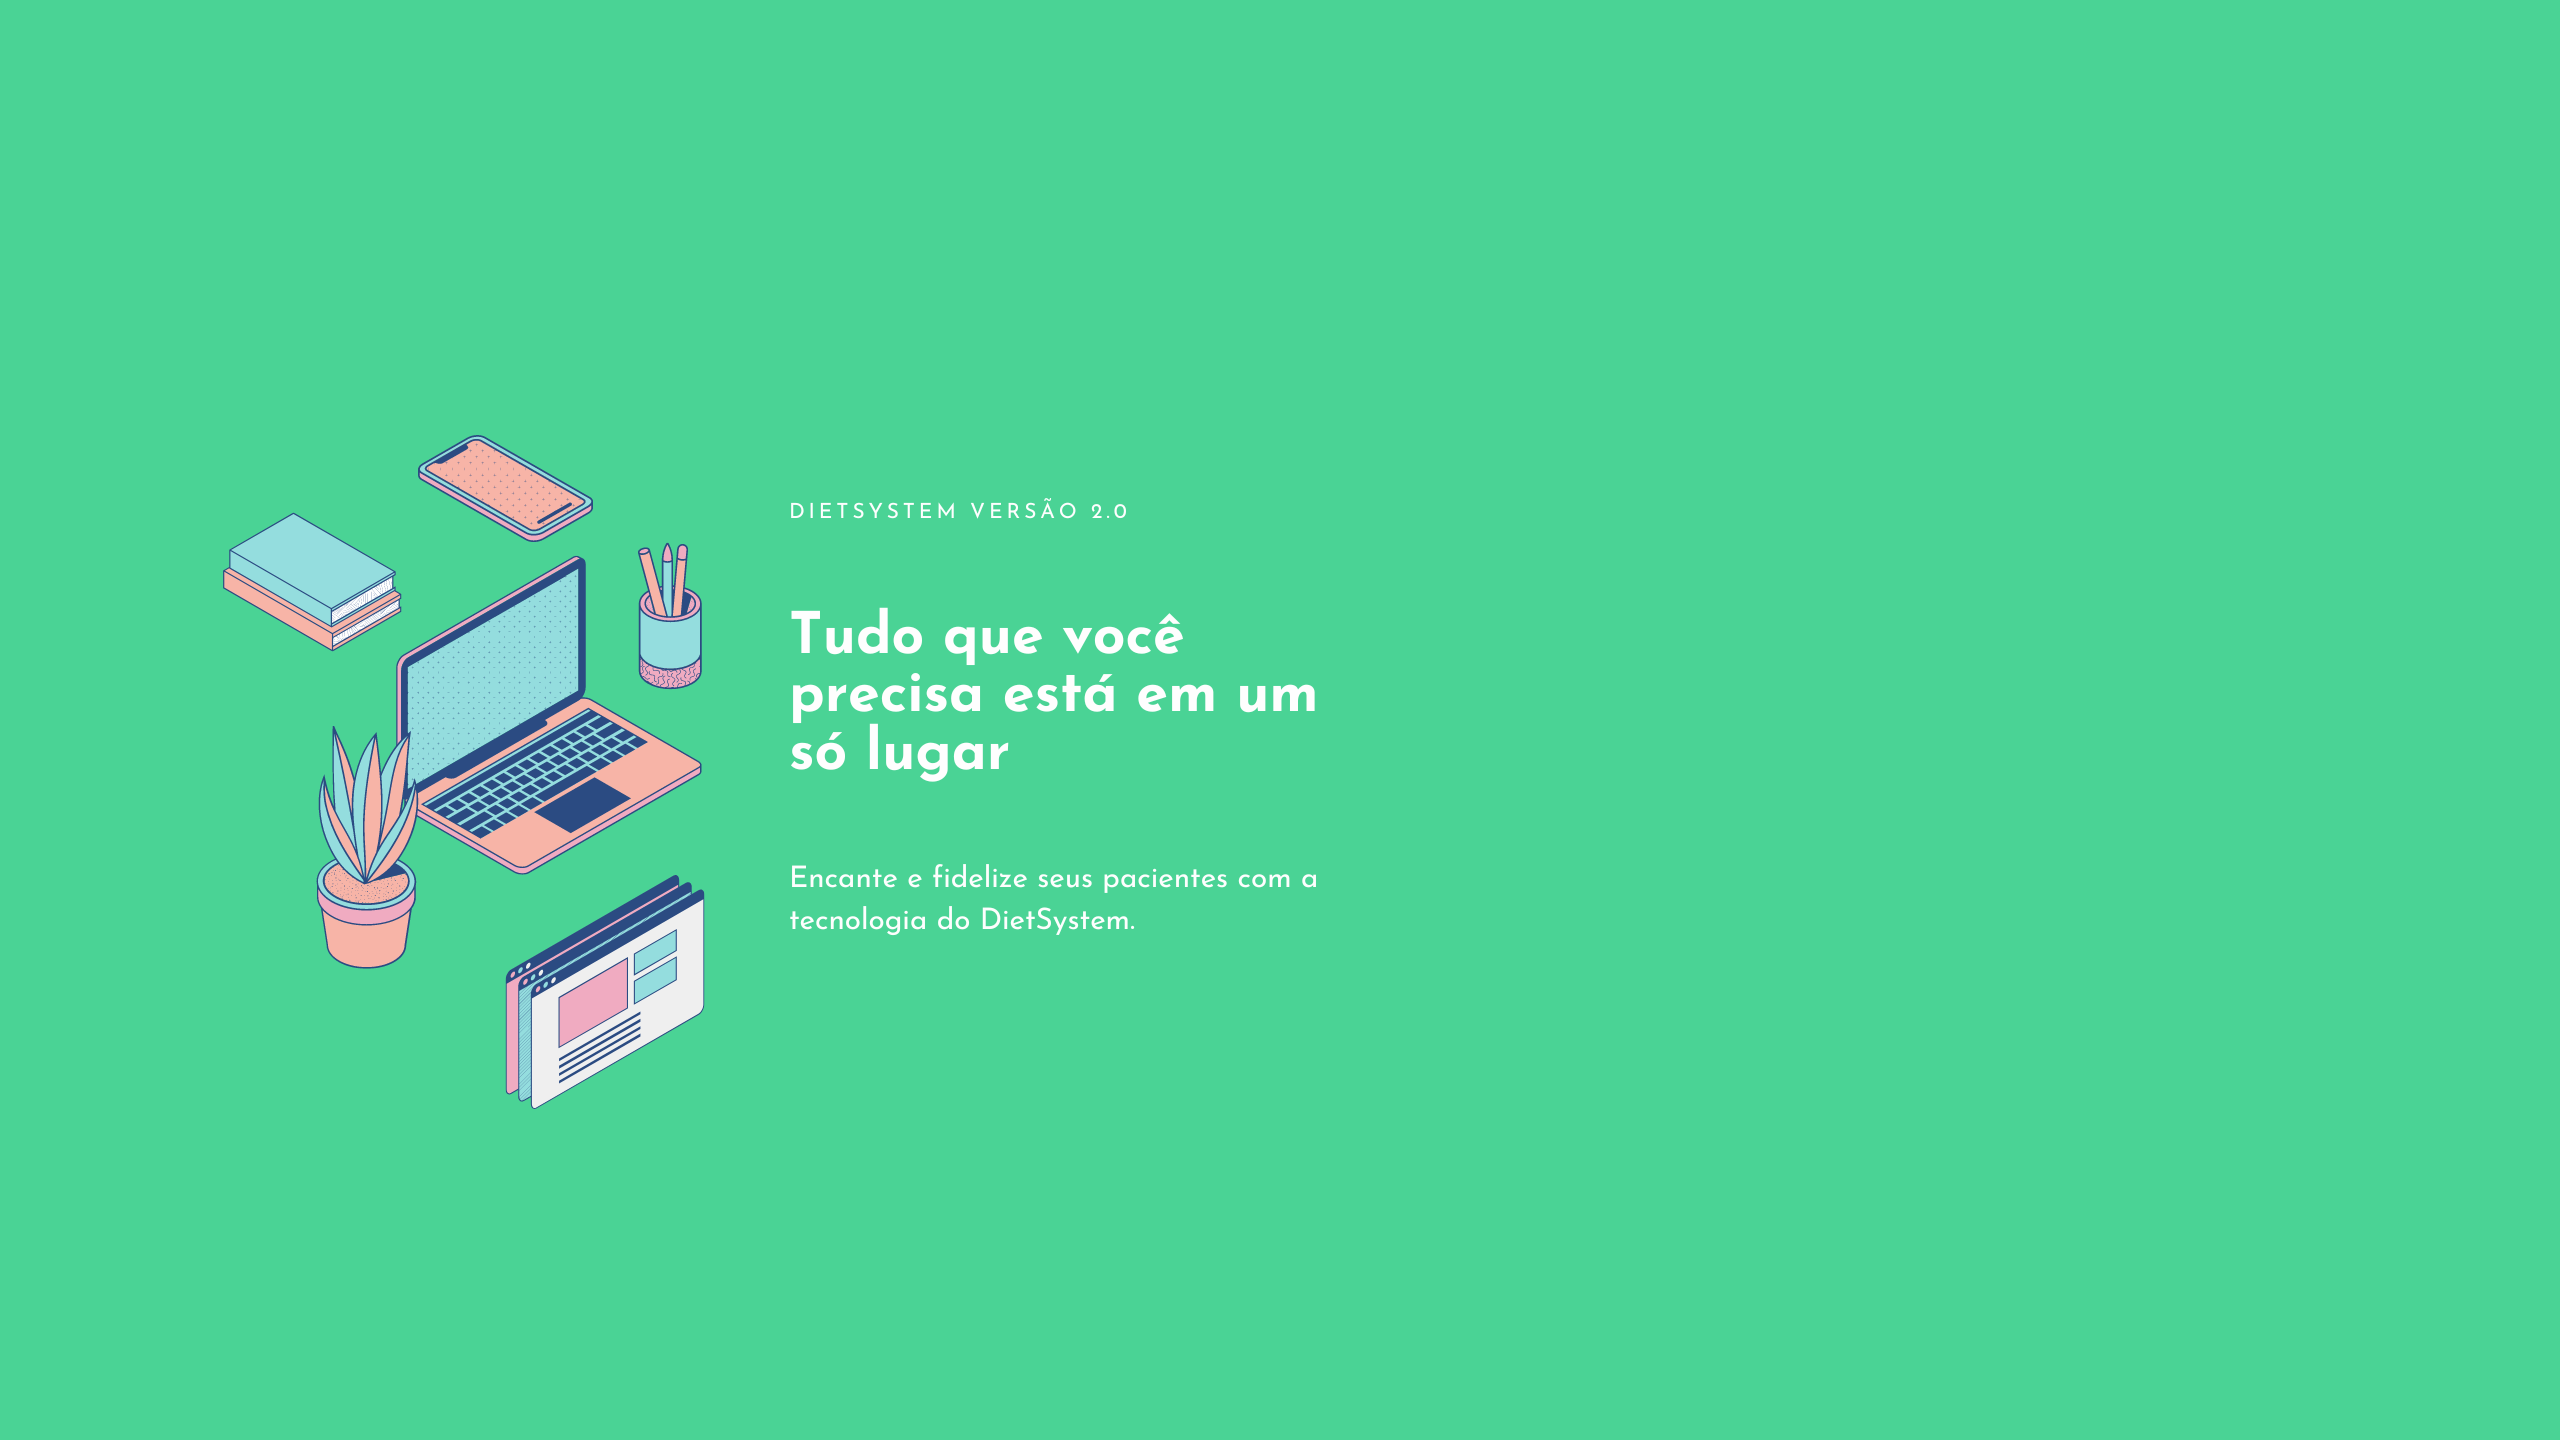 DIETSYSTEM VERSÃO 2.0
Tudo que você
precisa está em um
só lugar
Encante e fidelize seus pacientes com a
tecnologia do DietSystem.